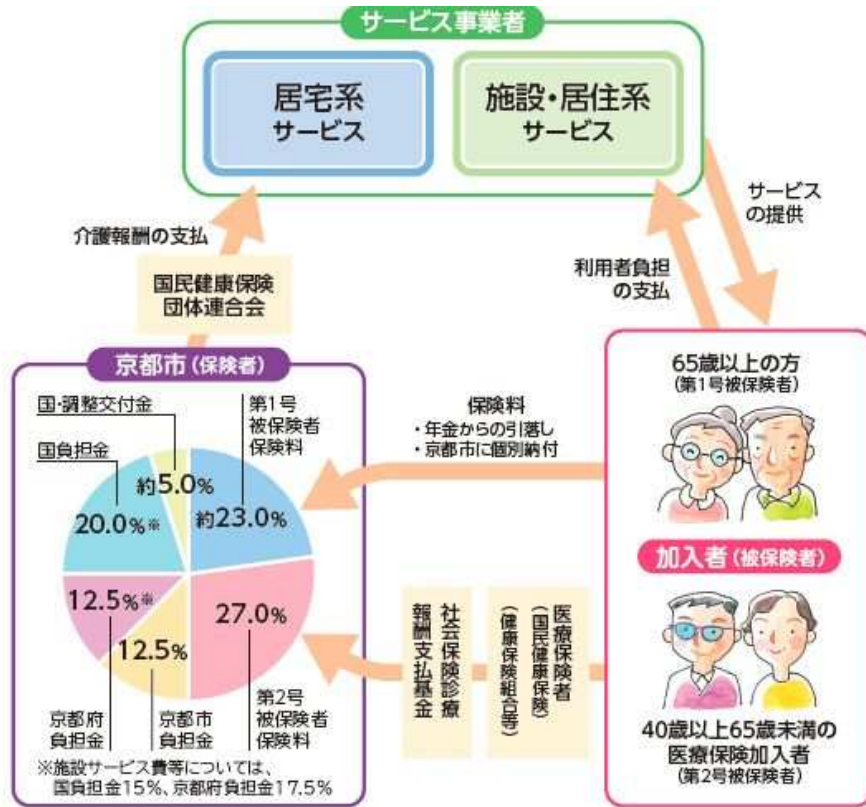 サービス事業者
居宅系
サービス
施設・居住系
サービス
サービス
の提供
介護報酬の支払
国民健康保険
団体連合会
利用者負担
の支払
京都市(保険者)
国・調整交付金
国負担金
第1号
被保険者
保険料
約5.0%
約23.0%
20.0%※
12.5%※
12.5%
27.0%
京都府
負担金
京都市
負担金
第2号
被保険者
保険料
※施設サービス費等については、
国負担金15%、京都府負担金17.5%
保険料
・年金からの引落し
・京都市に個別納付
65歳以上の方
(第1号被保険者)
加入者(被保険者)
医療保険者
(国民健康保険)
(健康保険組合等)
社会保険診療
報酬支払基金
40歳以上65歳未満の
医療保険加入者
(第2号被保険者)